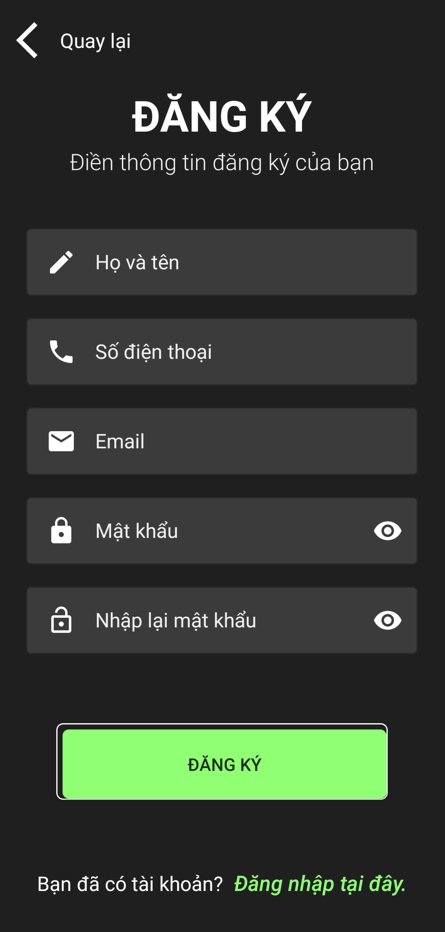 Quay lại
ĐĂNG KÝ
Điền thông tin đăng ký của bạn
Họ và tên
Số điện thoại
Email
Mật khẩu
Nhập lại mật khẩu
ĐĂNG KÝ
Bạn đã có tài khoản? Đăng nhập tại đây.